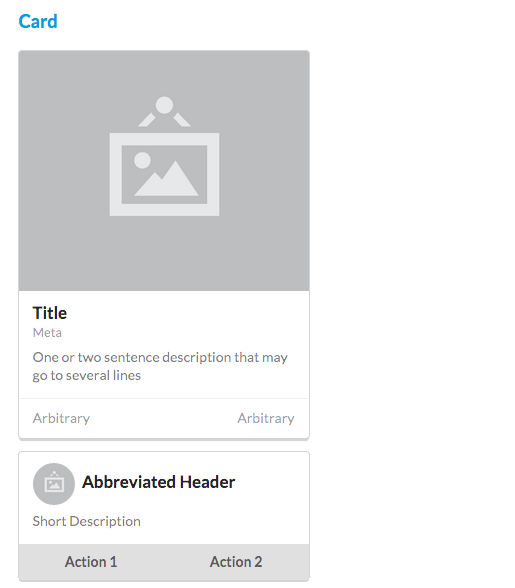 Card
Title
Meta
One or two sentence description that may
go to several lines
Arbitrary Arbitrary
Abbreviated Header
Short Description
Action 1 Action 2